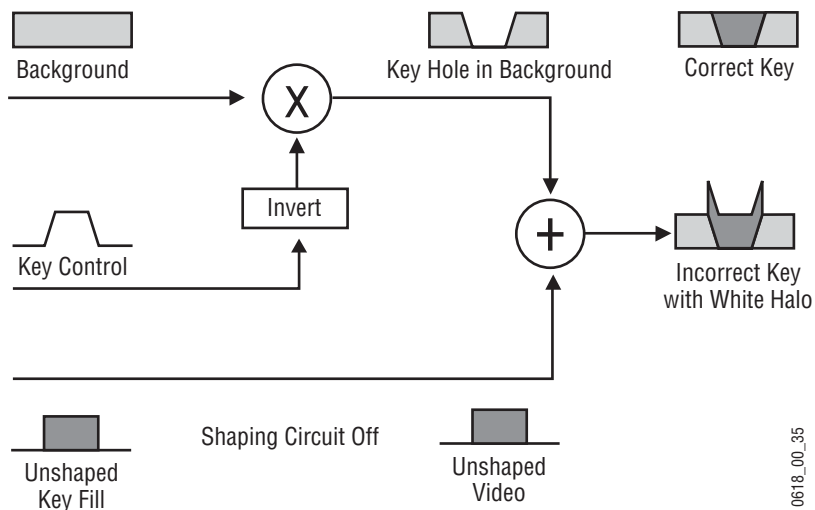 Background
Key Hole in Background
Correct Key
X
Invert
Key Control
+
Incorrect Key
with White Halo
Shaping Circuit Off
Unshaped
Key Fill
Unshaped
Video
0618_00_35